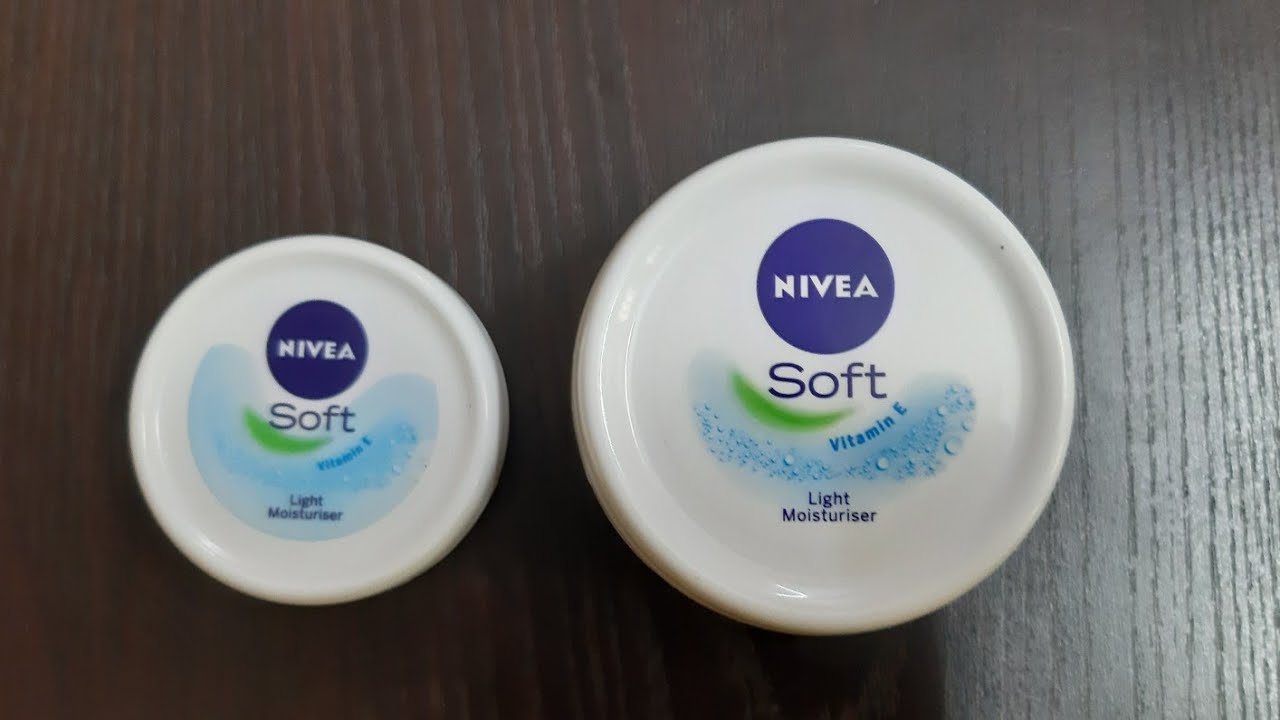 NIVEA
Soft
Vitamin E
Light
Moisturiser
NIVEA
Soft
Vitamin E
Light
Moisturiser